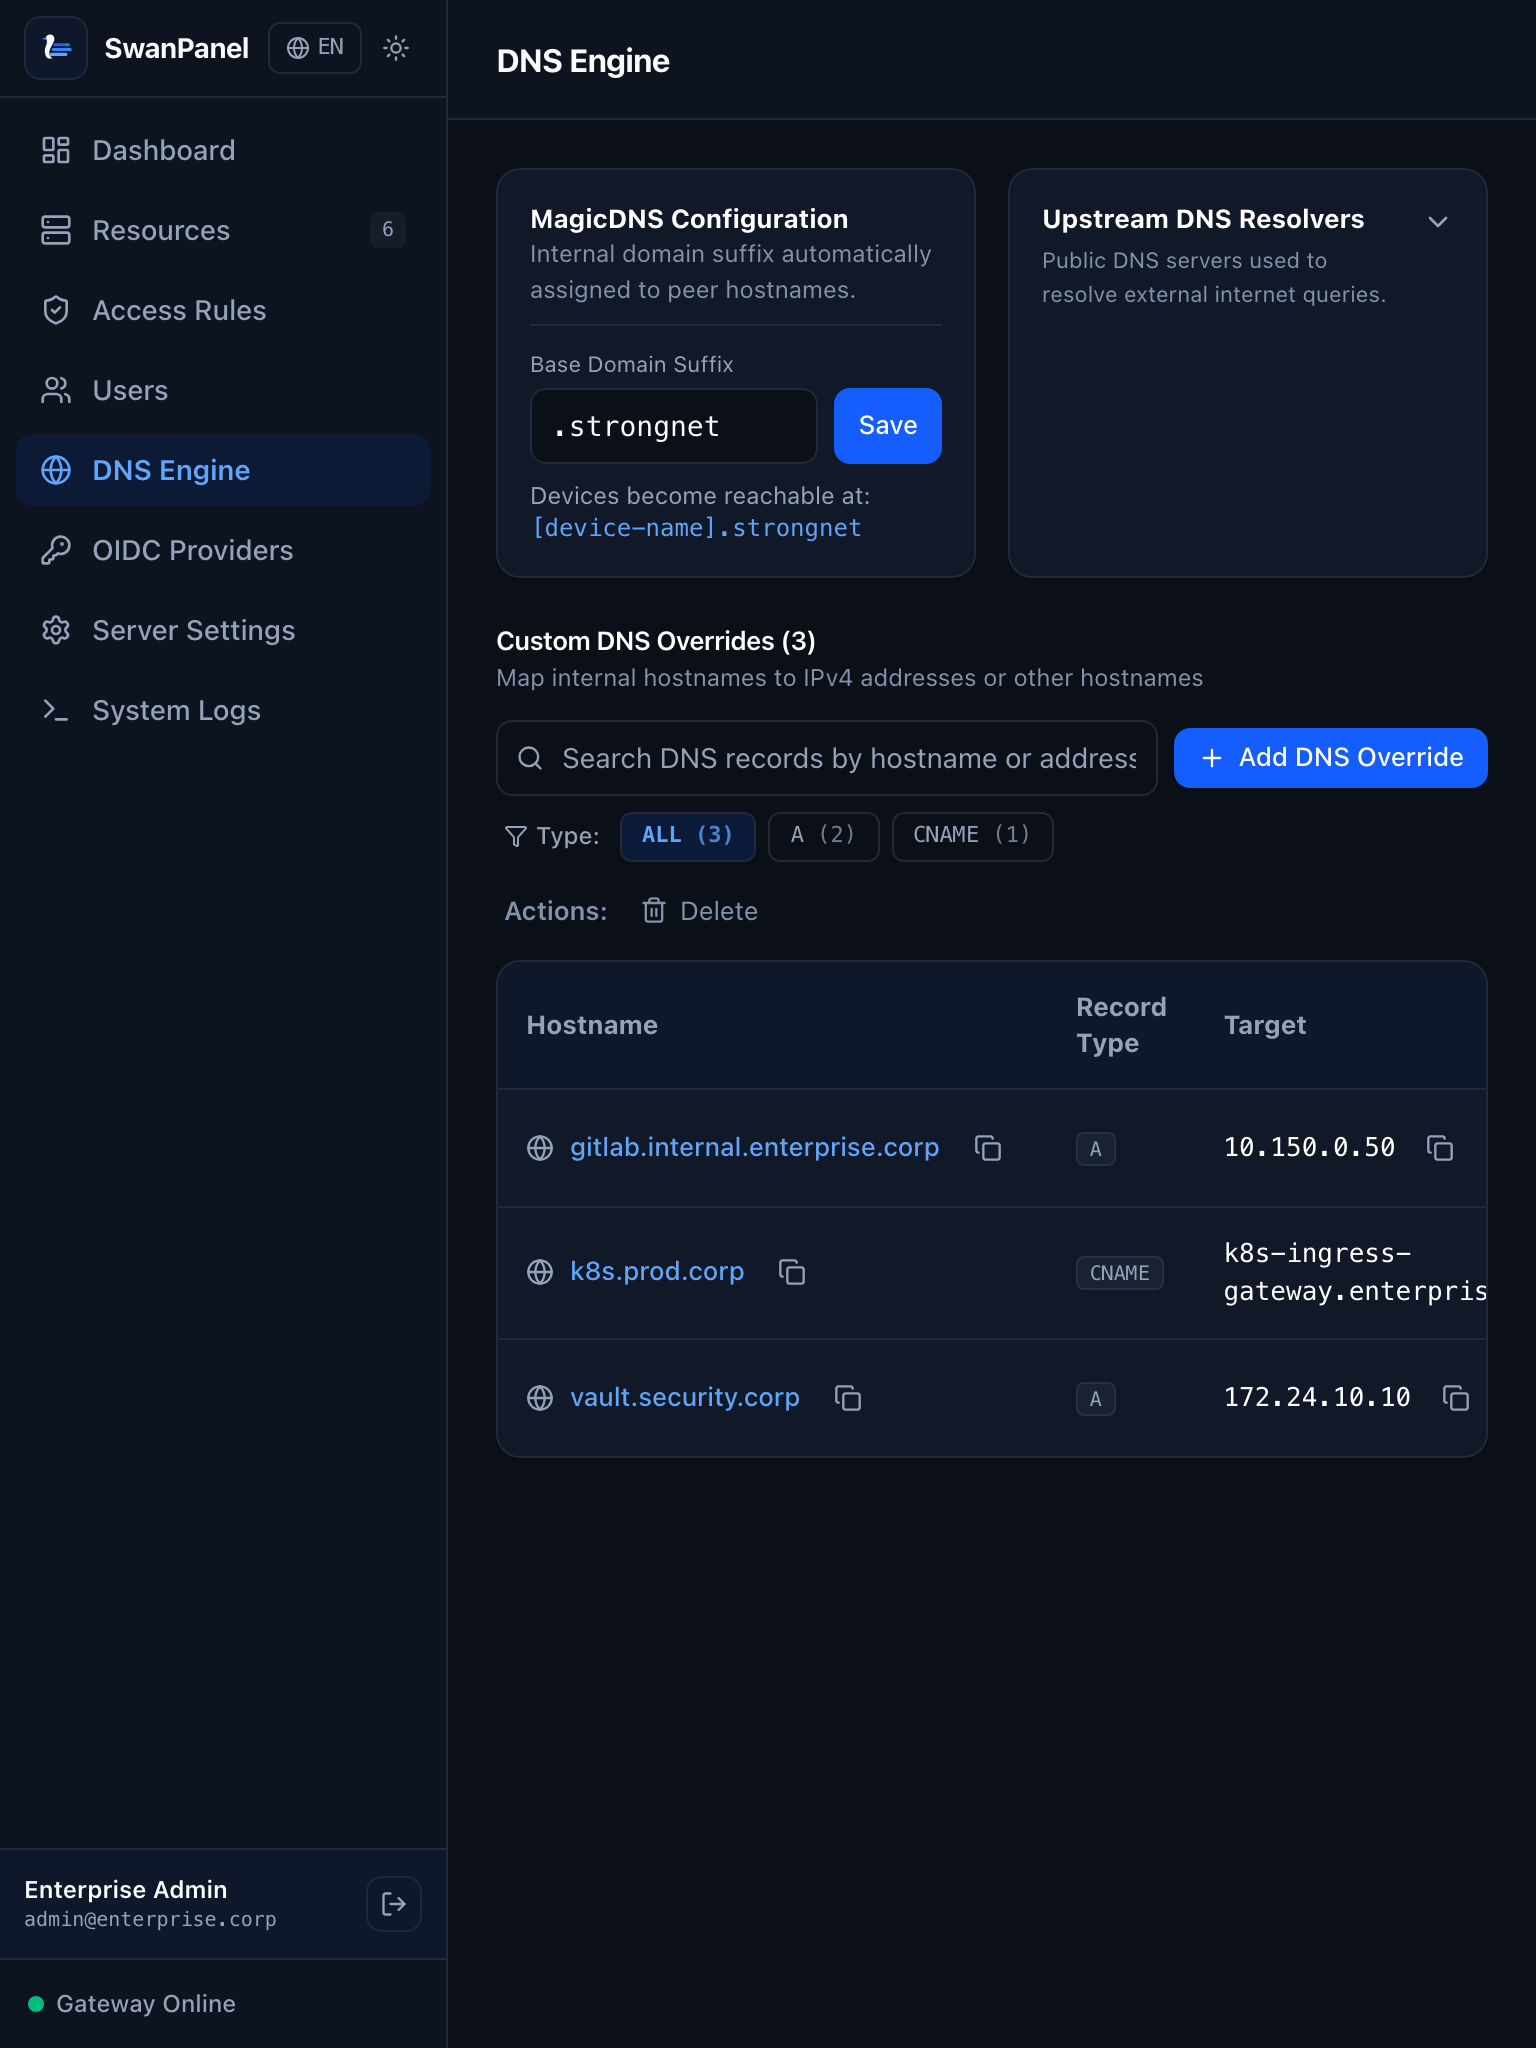 SwanPanel
EN
Dashboard
Resources
6
Access Rules
Users
DNS Engine
OIDC Providers
Server Settings
System Logs
Enterprise Admin
admin@enterprise.corp
Gateway Online
DNS Engine
MagicDNS Configuration
Internal domain suffix automatically
assigned to peer hostnames.
Base Domain Suffix
.strongnet
Save
Devices become reachable at:
[device-name].strongnet
Upstream DNS Resolvers
Public DNS servers used to
resolve external internet queries.
Custom DNS Overrides (3)
Map internal hostnames to IPv4 addresses or other hostnames
Search DNS records by hostname or address
Add DNS Override
Type:
ALL (3)
A (2)
CNAME (1)
Actions:
Delete
Hostname
Record
Type
Target
gitlab.internal.enterprise.corp
A
10.150.0.50
k8s.prod.corp
CNAME
k8s-ingress-
gateway.enterpris
vault.security.corp
A
172.24.10.10